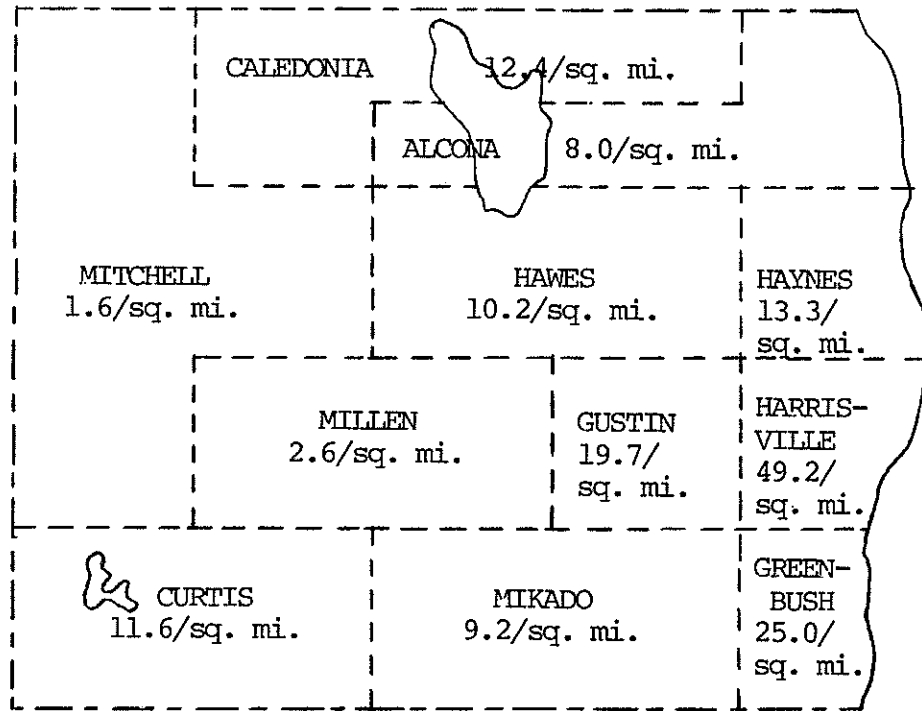 CALEDONIA 12.4/sq. mi.
ALCONA 8.0/sq. mi.
MITCHELL
1.6/sq. mi.
HAWES
10.2/sq. mi.
HAYNES
13.3/
sq. mi.
MILLEN
2.6/sq. mi.
GUSTIN
19.7/
sq. mi.
HARRIS-
VILLE
49.2/
sq. mi.
CURTIS
11.6/sq. mi.
MIKADO
9.2/sq. mi.
GREEN-
BUSH
25.0/
sq. mi.